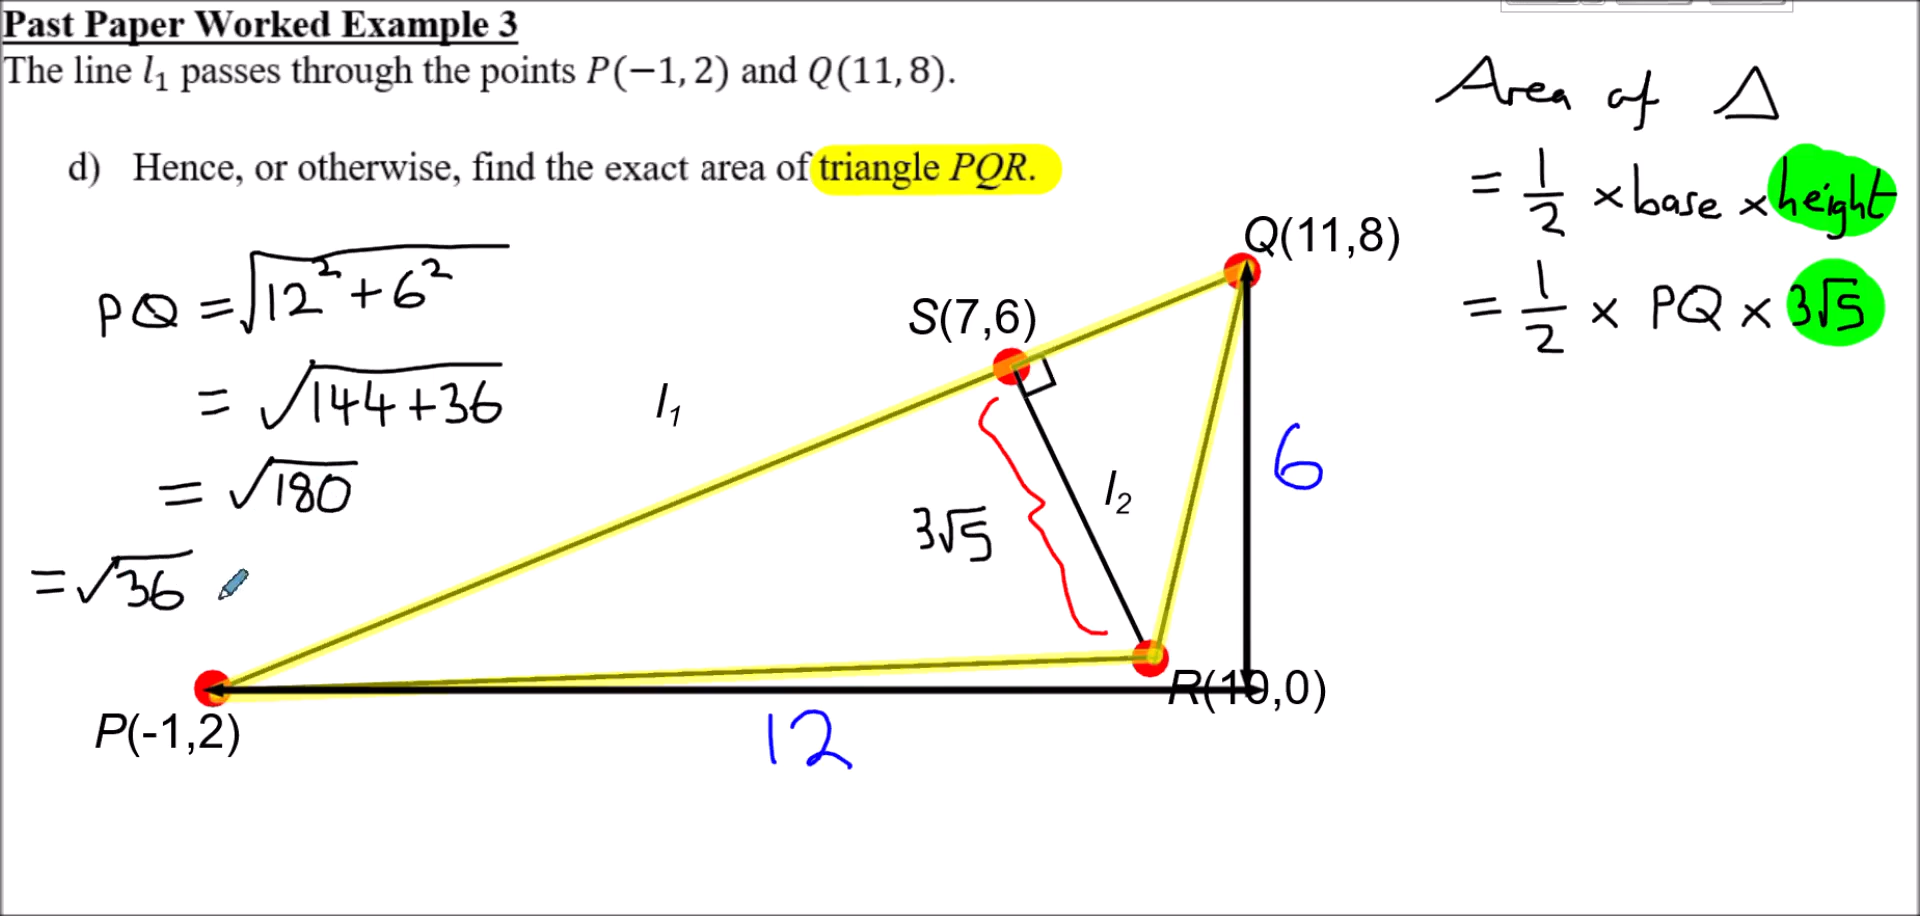 Past Paper Worked Example 3
The line l₁ passes through the points P(−1, 2) and Q(11, 8).
d) Hence, or otherwise, find the exact area of triangle PQR.
Area of Δ
= 1/2 × base × height
= 1/2 × PQ × 3√5
PQ = √(12² + 6²)
= √(144 + 36)
= √180
= √36
Q(11,8)
S(7,6)
l₁
l₂
6
3√5
R(10,0)
P(-1,2)
12